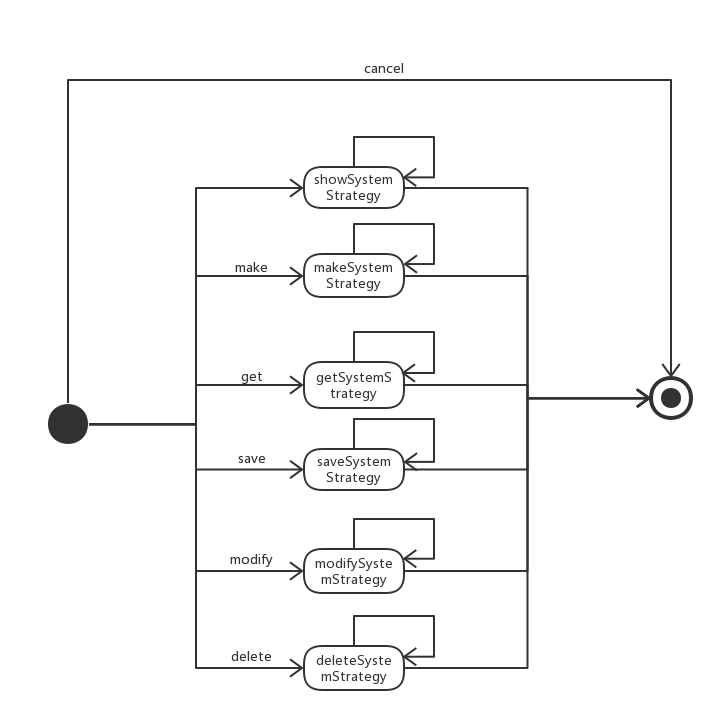 cancel
showSystem
Strategy
make
makeSystem
Strategy
get
getSystemS
trategy
save
saveSystem
Strategy
modify
modifySyste
mStrategy
delete
deleteSyste
mStrategy